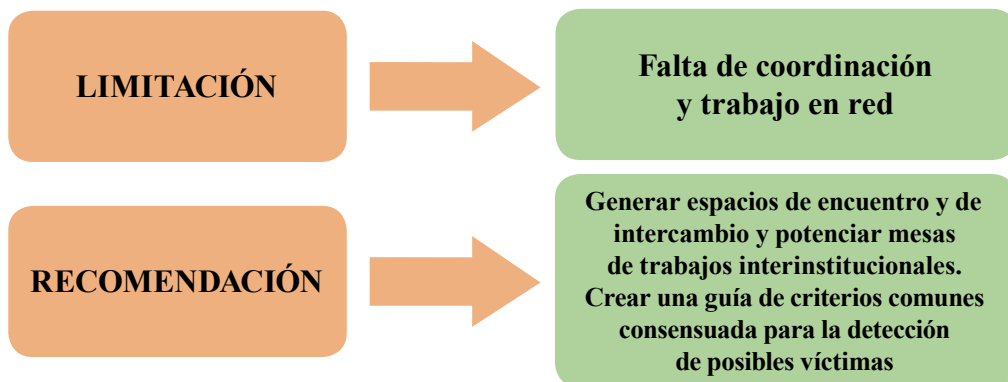 LIMITACIÓN
Falta de coordinación
y trabajo en red
RECOMENDACIÓN
Generar espacios de encuentro y de
intercambio y potenciar mesas
de trabajos interinstitucionales.
Crear una guía de criterios comunes
consensuada para la detección
de posibles víctimas